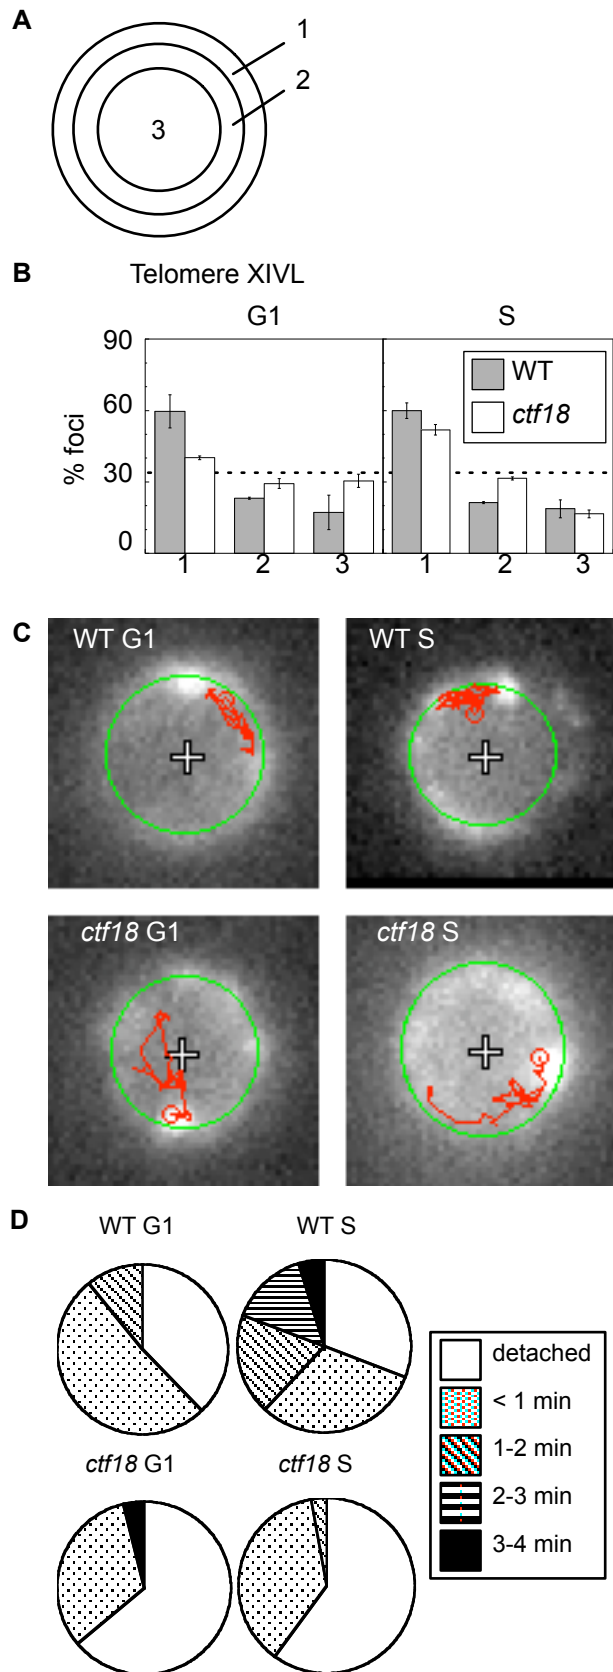 A
1
2
3
B
Telomere XIVL
G1 S
90
60
30
0
% foci
WT
ctf18
1 2 3 1 2 3
C
WT G1 WT S
ctf18 G1 ctf18 S
D
WT G1 WT S
ctf18 G1 ctf18 S
detached
< 1 min
1-2 min
2-3 min
3-4 min